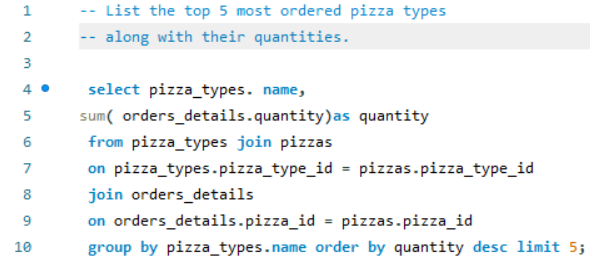 1 -- List the top 5 most ordered pizza types
2 -- along with their quantities.
3
4 select pizza_types. name,
5 sum( orders_details.quantity)as quantity
6 from pizza_types join pizzas
7 on pizza_types.pizza_type_id = pizzas.pizza_type_id
8 join orders_details
9 on orders_details.pizza_id = pizzas.pizza_id
10 group by pizza_types.name order by quantity desc limit 5;